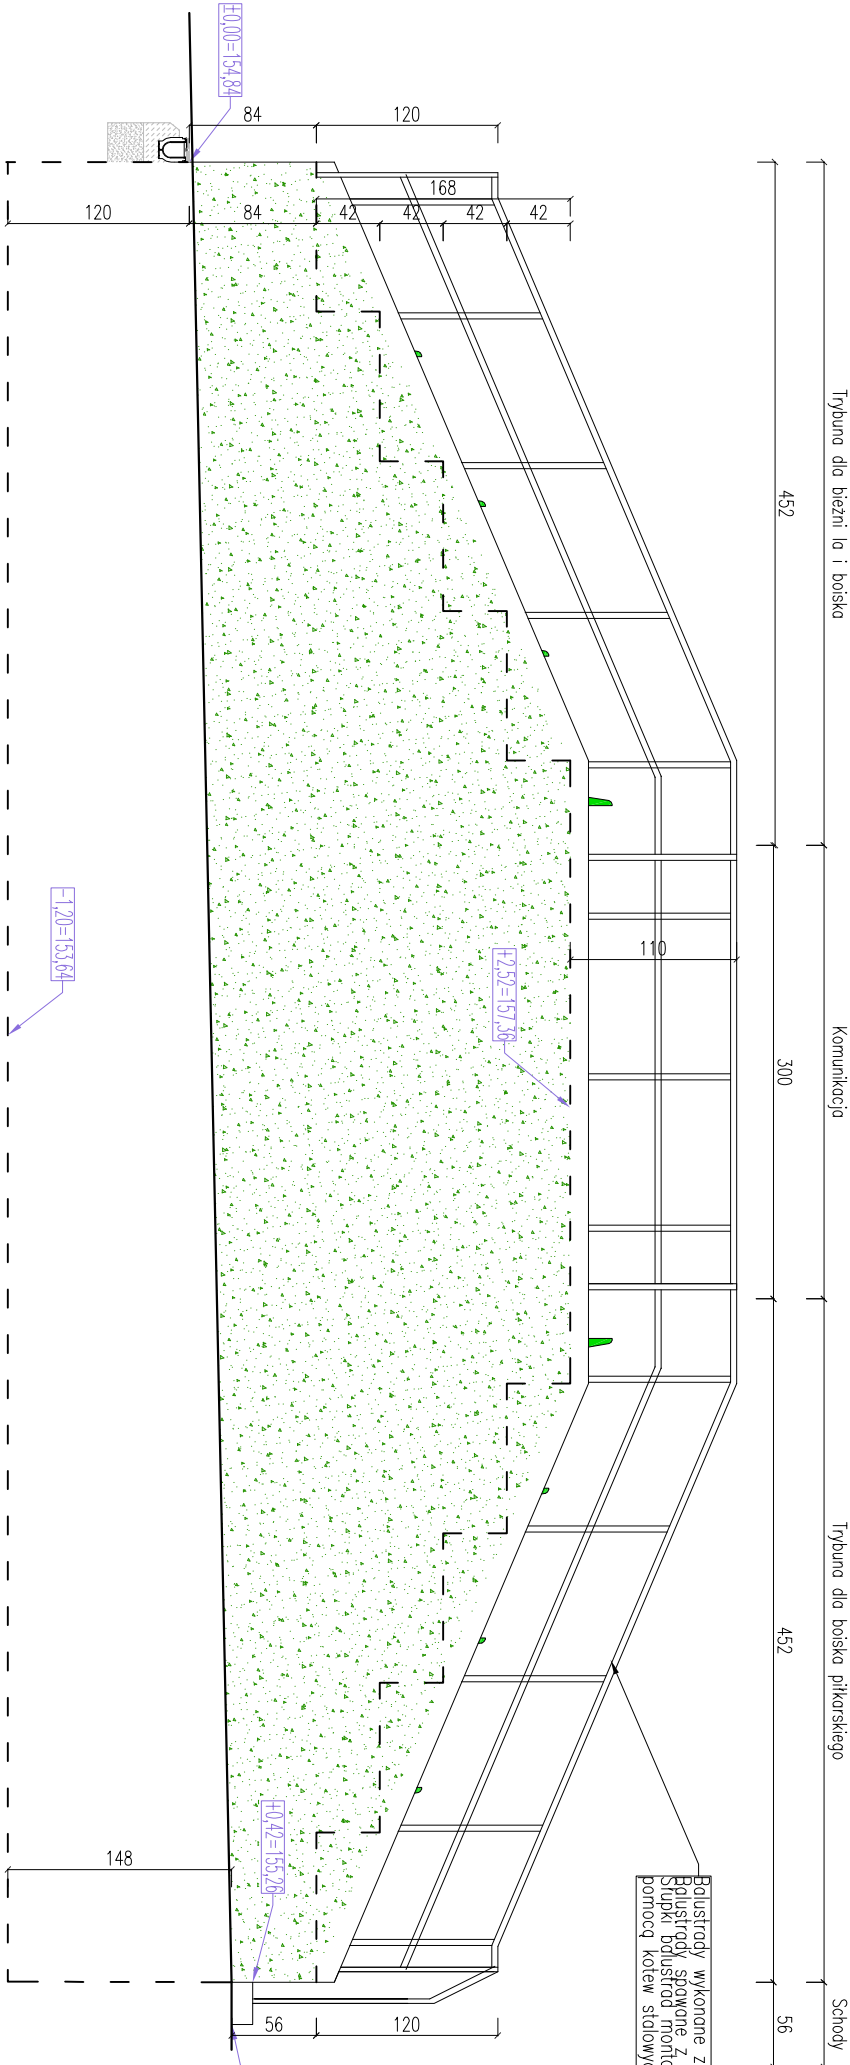 Trybuna dla bieżni la i boiska
Komunikacja
Trybuna dla boiska piłkarskiego
Schody
452
300
452
56
±0,00=154,84
84
120
168
120
84
42
42
42
42
110
+2,52=157,36
-1,20=153,64
+0,42=155,26
148
56
120
Balustrady wykonane z
Balustrady spawane z
Słupki balustrad
pomocą kotew